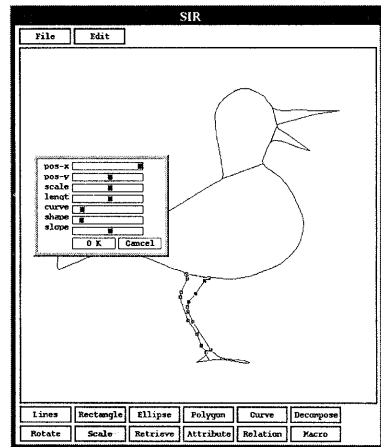 SIR
File Edit
pos-x
pos-y
scale
lengt
curve
shape
slope
OK Cancel
Lines Rectangle Ellipse Polygon Curve Decompose
Rotate Scale Retrieve Attribute Relation Macro